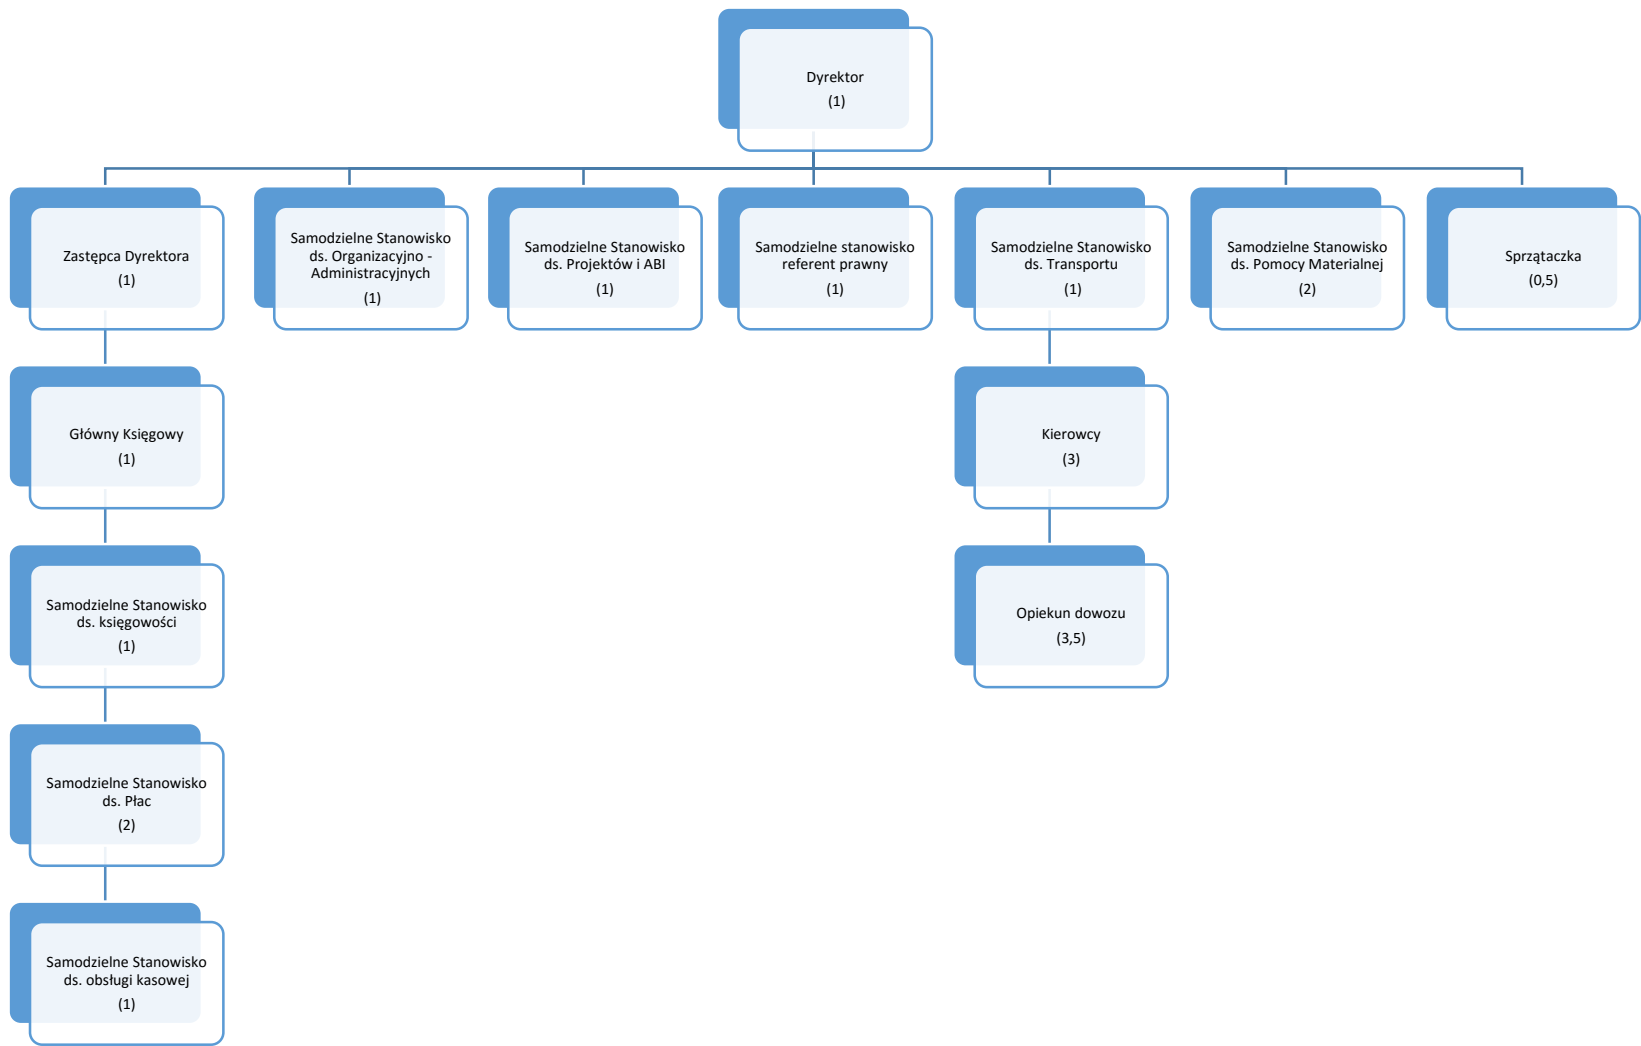 Dyrektor
(1)
Zastępca Dyrektora
(1)
Samodzielne Stanowisko
ds. Organizacyjno -
Administracyjnych
(1)
Samodzielne Stanowisko
ds. Projektów i ABI
(1)
Samodzielne stanowisko
referent prawny
(1)
Samodzielne Stanowisko
ds. Transportu
(1)
Samodzielne Stanowisko
ds. Pomocy Materialnej
(2)
Sprzątaczka
(0,5)
Główny Księgowy
(1)
Kierowcy
(3)
Samodzielne Stanowisko
ds. księgowości
(1)
Opiekun dowozu
(3,5)
Samodzielne Stanowisko
ds. Płac
(2)
Samodzielne Stanowisko
ds. obsługi kasowej
(1)